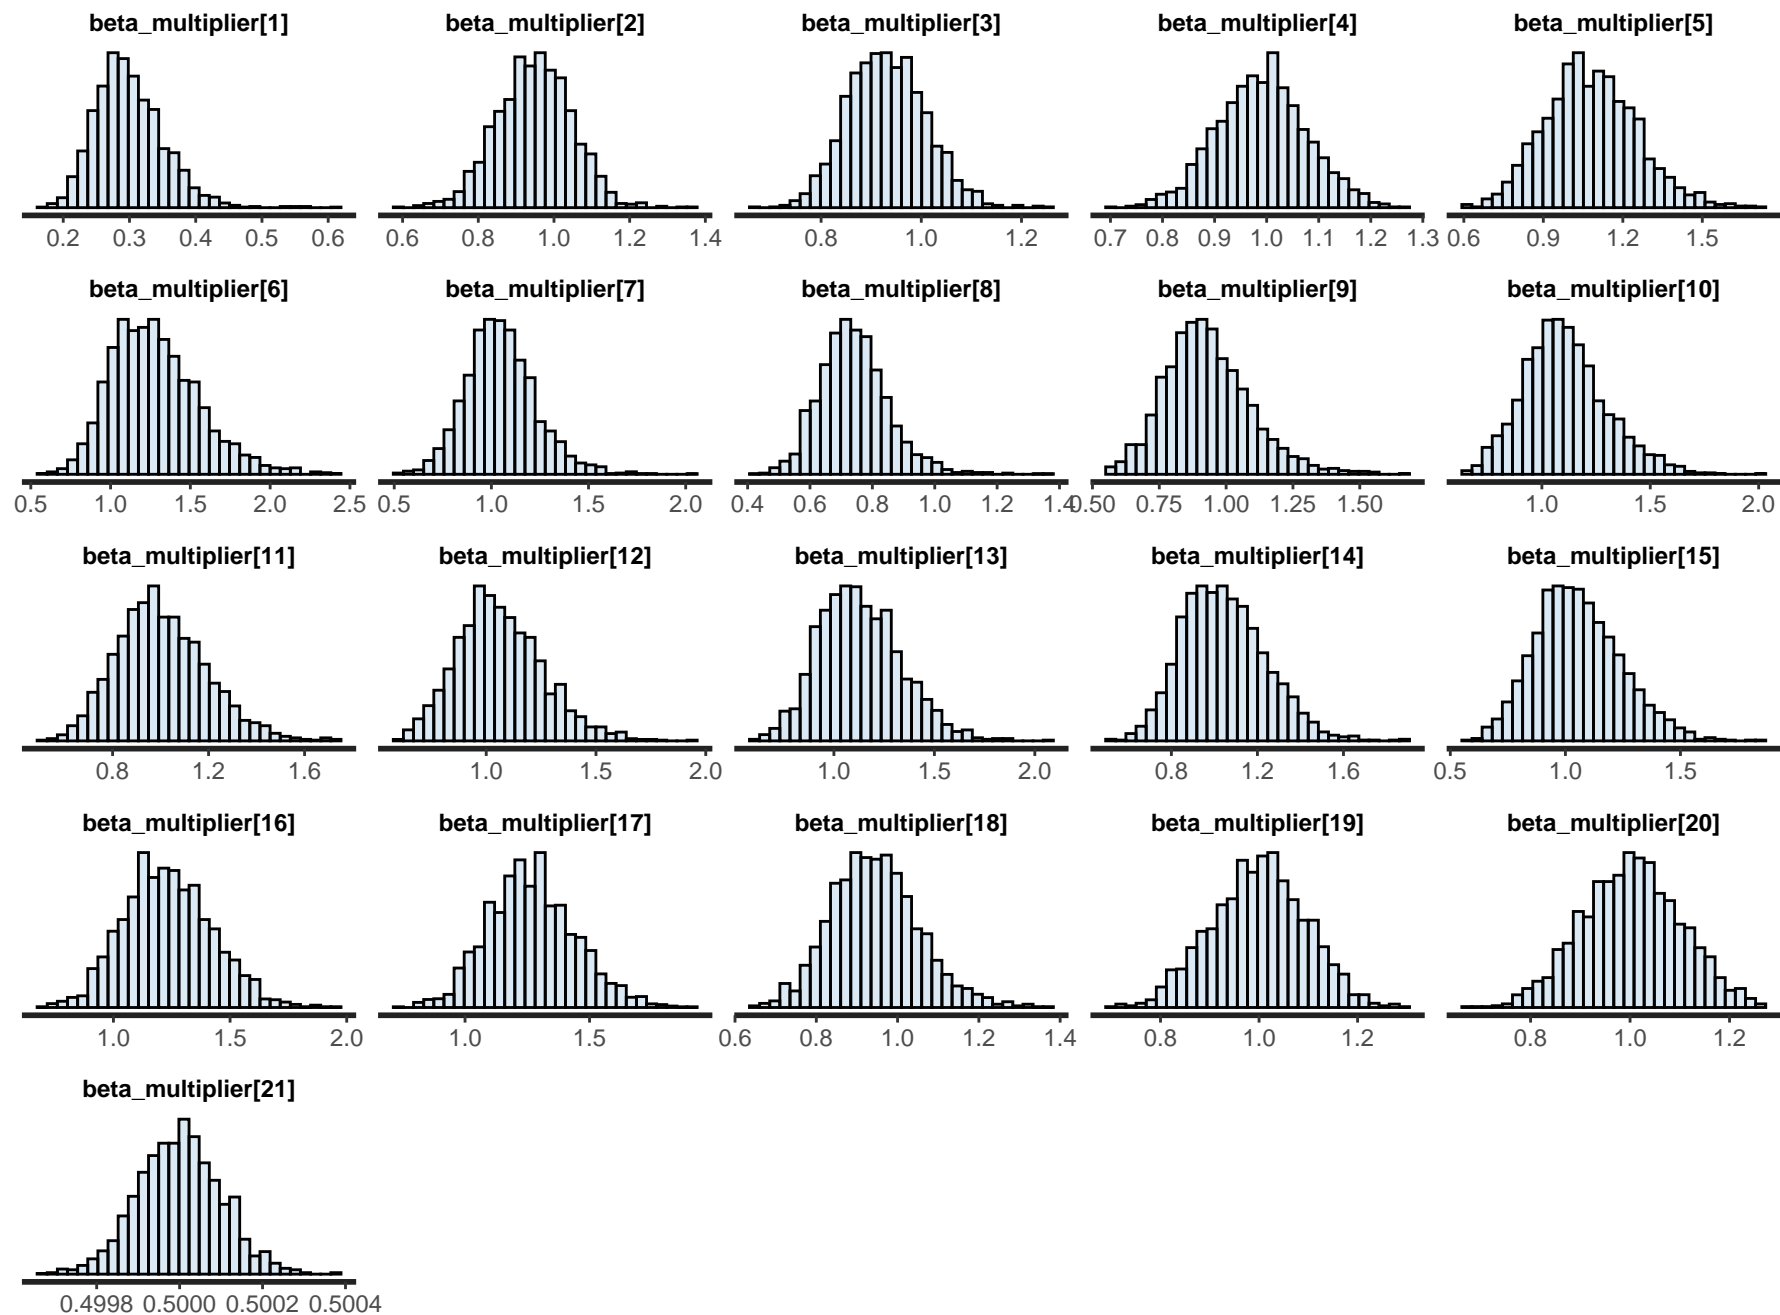 beta_multiplier[1] beta_multiplier[2] beta_multiplier[3] beta_multiplier[4] beta_multiplier[5]
0.2 0.3 0.4 0.5 0.6 0.6 0.8 1.0 1.2 1.4 0.8 1.0 1.2 0.7 0.8 0.9 1.0 1.1 1.2 1.3 0.6 0.9 1.2 1.5
beta_multiplier[6] beta_multiplier[7] beta_multiplier[8] beta_multiplier[9] beta_multiplier[10]
0.5 1.0 1.5 2.0 2.5 0.5 1.0 1.5 2.0 0.4 0.6 0.8 1.0 1.2 1.4 0.50 0.75 1.00 1.25 1.50 1.0 1.5 2.0
beta_multiplier[11] beta_multiplier[12] beta_multiplier[13] beta_multiplier[14] beta_multiplier[15]
0.8 1.2 1.6 1.0 1.5 2.0 1.0 1.5 2.0 0.8 1.2 1.6 0.5 1.0 1.5
beta_multiplier[16] beta_multiplier[17] beta_multiplier[18] beta_multiplier[19] beta_multiplier[20]
1.0 1.5 2.0 1.0 1.5 0.6 0.8 1.0 1.2 1.4 0.8 1.0 1.2 0.8 1.0 1.2
beta_multiplier[21]
0.4998 0.5000 0.5002 0.5004